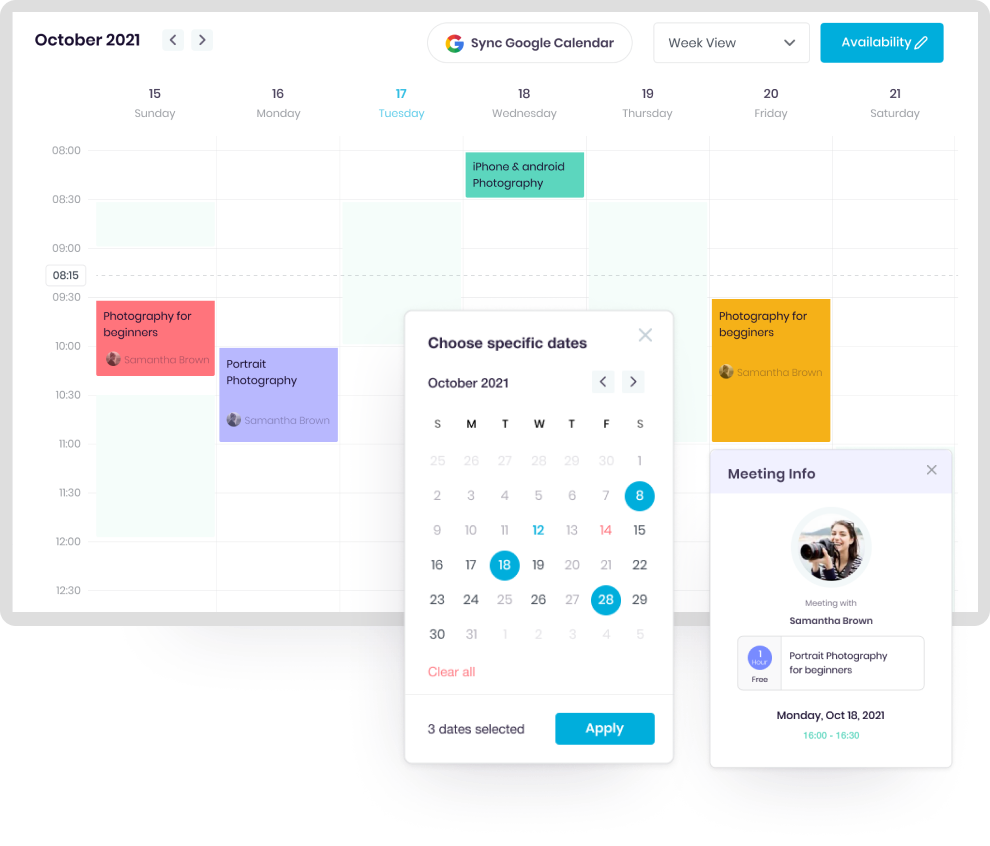 October 2021
Sync Google Calendar
Week View
Availability
15 16 17 18 19 20 21
Sunday Monday Tuesday Wednesday Thursday Friday Saturday
08:00
iPhone & android
Photography
08:30
09:00
08:15
09:30
Photography for
beginners
Samantha Brown
Photography for
begginers
Samantha Brown
10:00
Portrait
Photography
Samantha Brown
10:30
11:00
11:30
12:00
12:30
Choose specific dates
October 2021
S M T W T F S
25 26 27 28 29 30 1
2 3 4 5 6 7 8
9 10 11 12 13 14 15
16 17 18 19 20 21 22
23 24 25 26 27 28 29
30 31 1 2 3 4 5
Clear all
3 dates selected
Apply
Meeting Info
Meeting with
Samantha Brown
1
Hour
Free
Portrait Photography
for beginners
Monday, Oct 18, 2021
16:00 - 16:30